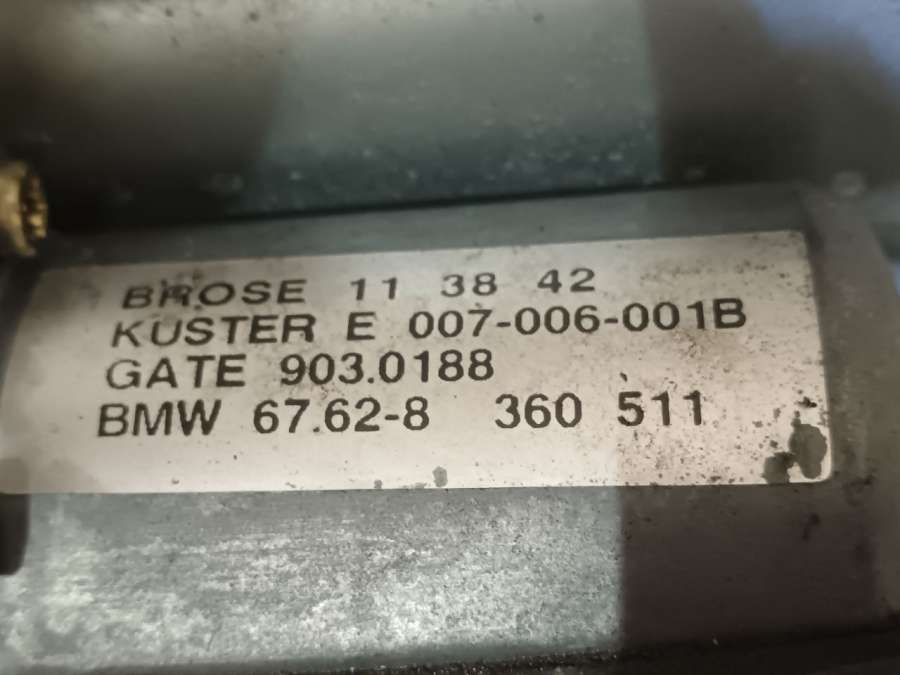 BROSE 11 38 42
KUSTER E 007-006-001B
GATE 903.0188
BMW 67.62-8 360 511